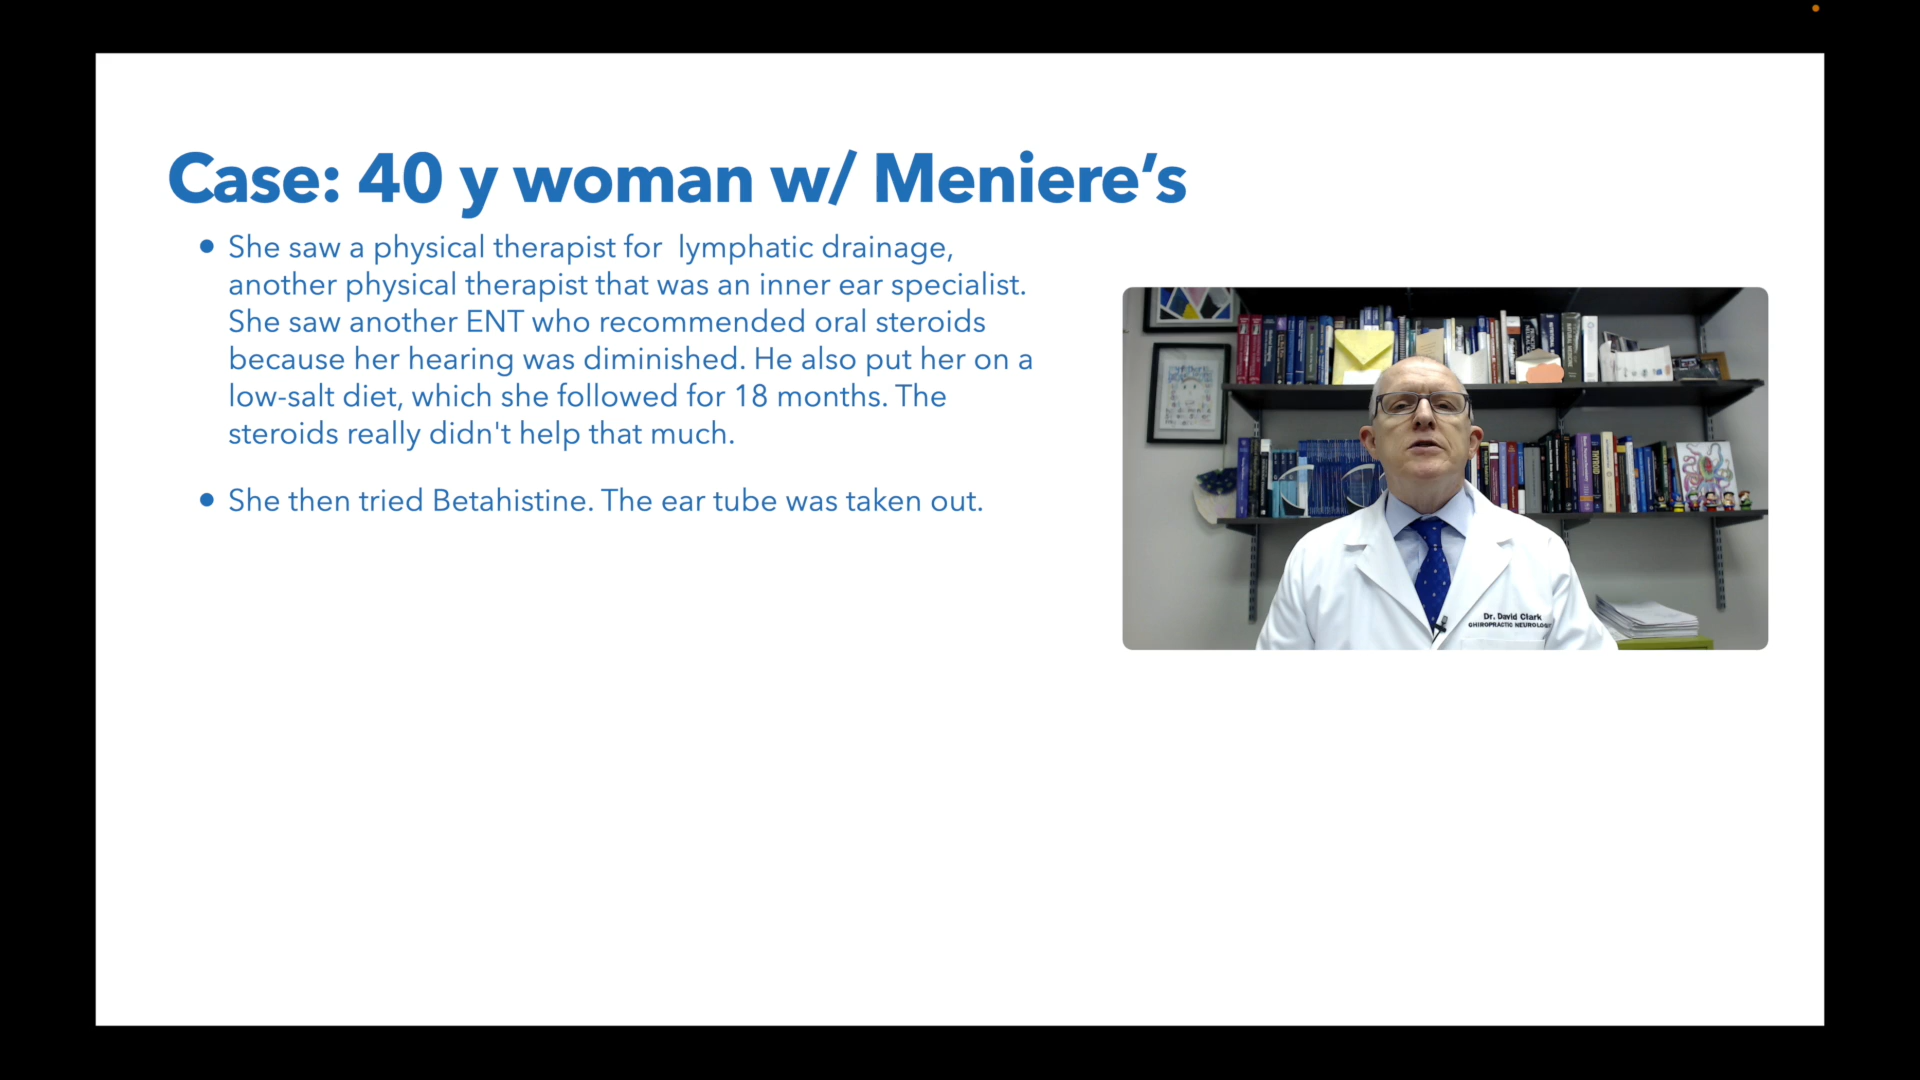 Case: 40 y woman w/ Meniere’s
• She saw a physical therapist for  lymphatic drainage,
another physical therapist that was an inner ear specialist.
She saw another ENT who recommended oral steroids
because her hearing was diminished. He also put her on a
low-salt diet, which she followed for 18 months. The
steroids really didn't help that much.
• She then tried Betahistine. The ear tube was taken out.
Dr. David Clark
CHIROPRACTIC NEUROLOGIST